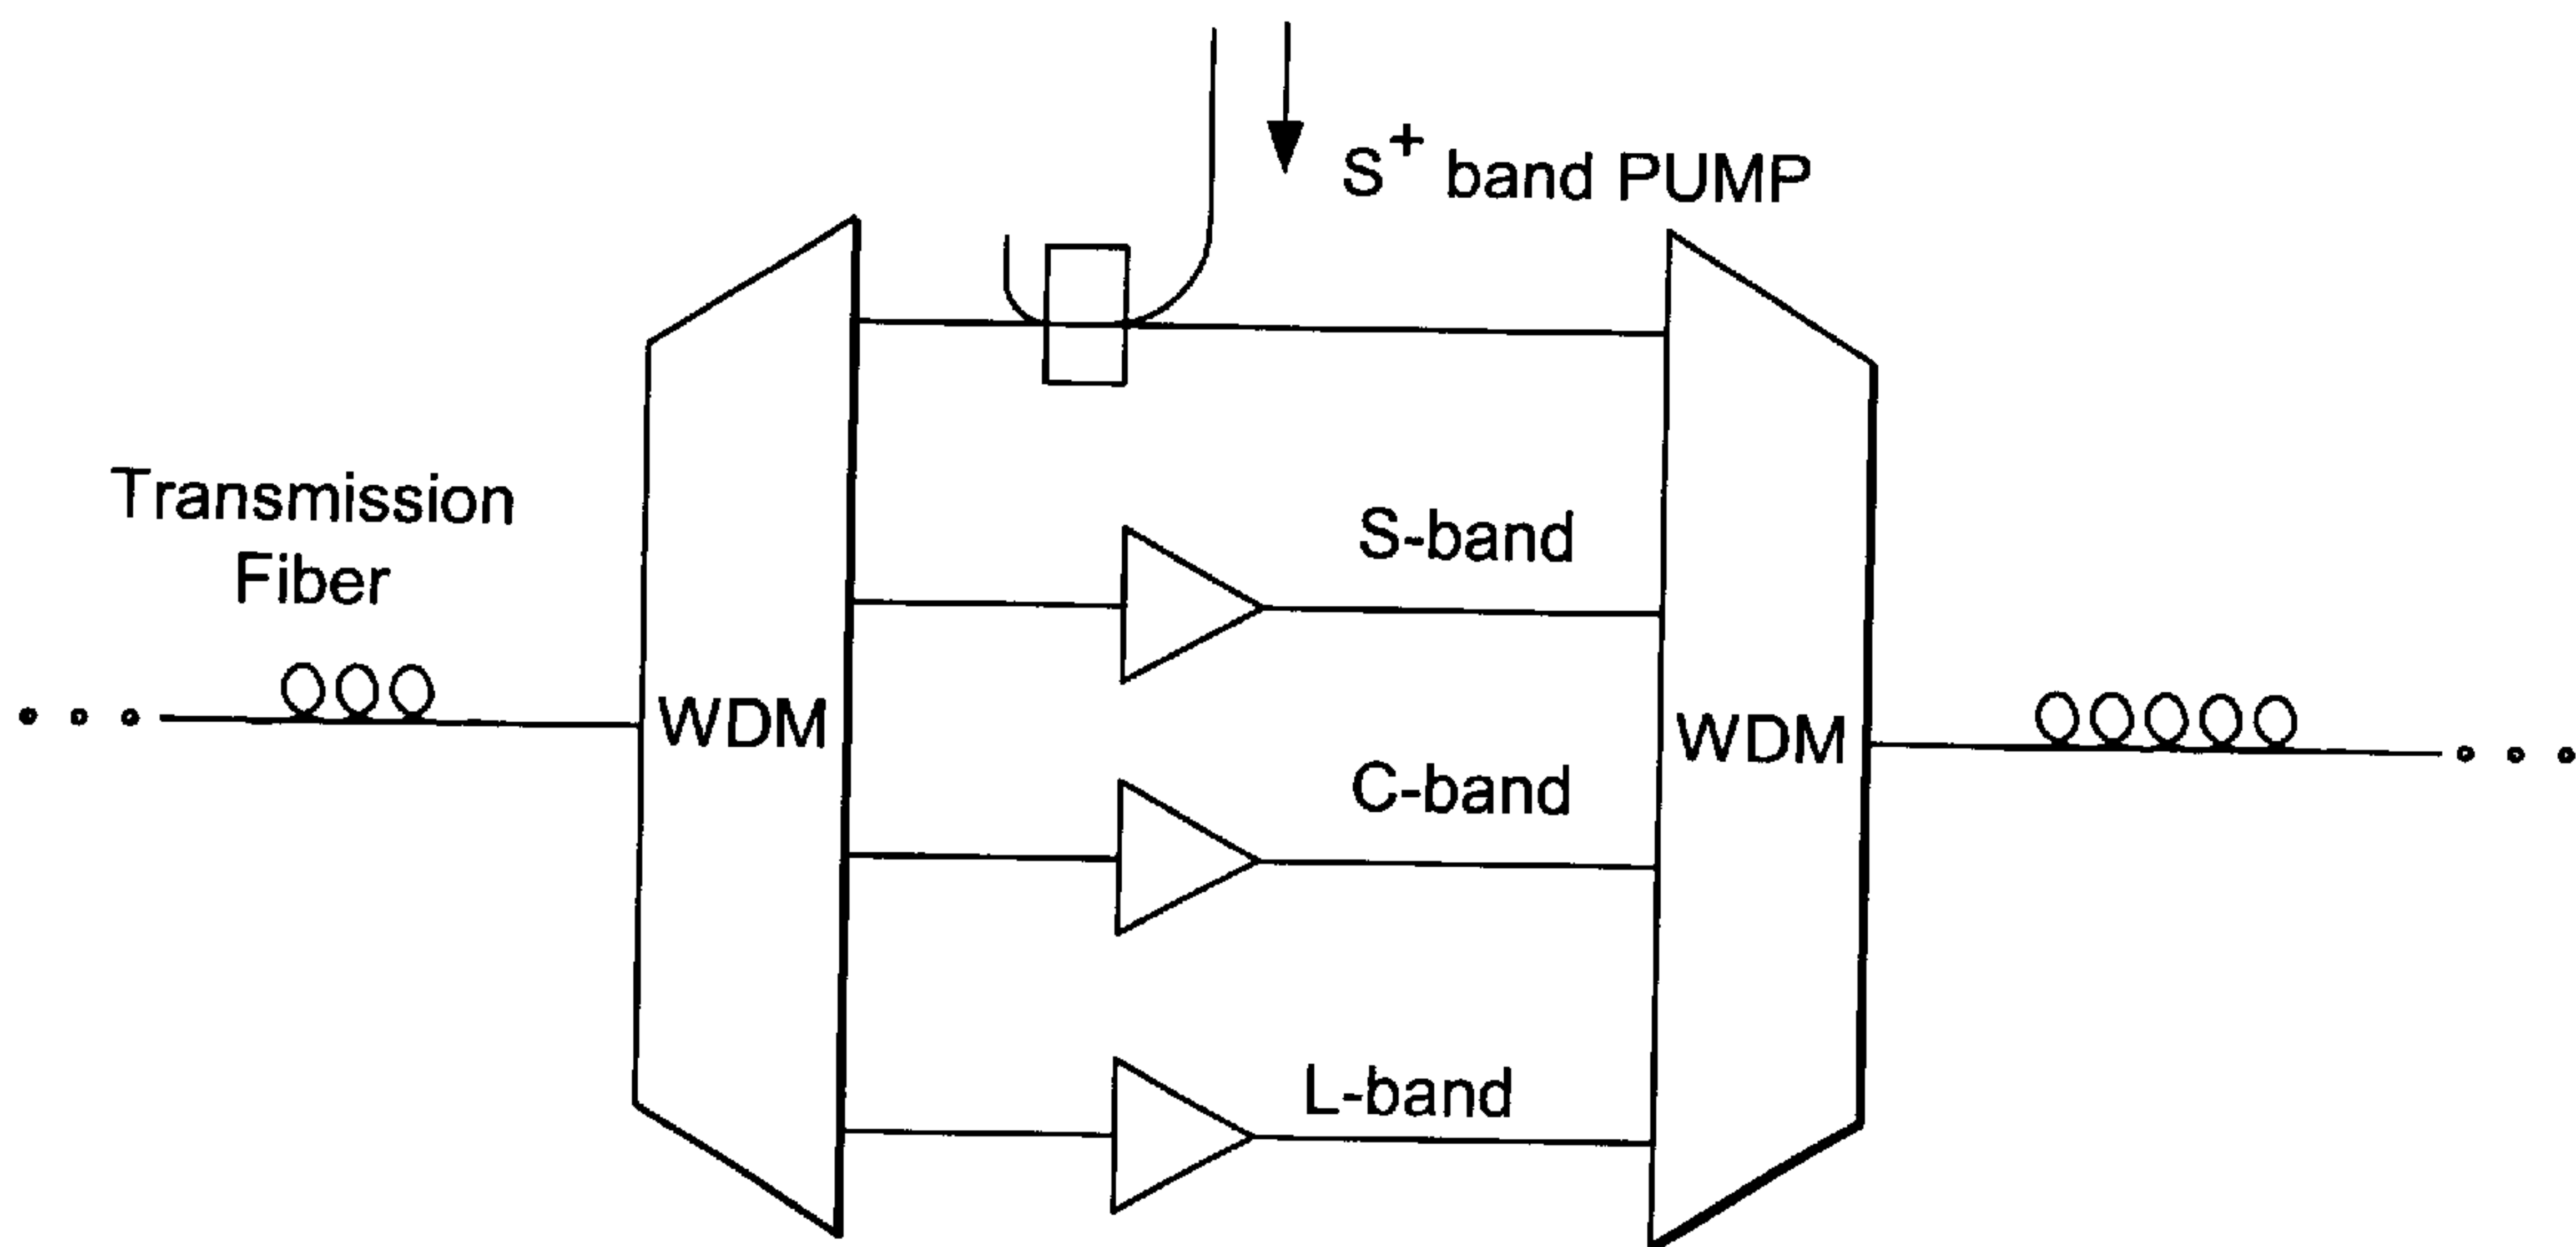 S+ band PUMP
Transmission
Fiber
S-band
WDM
WDM
C-band
L-band